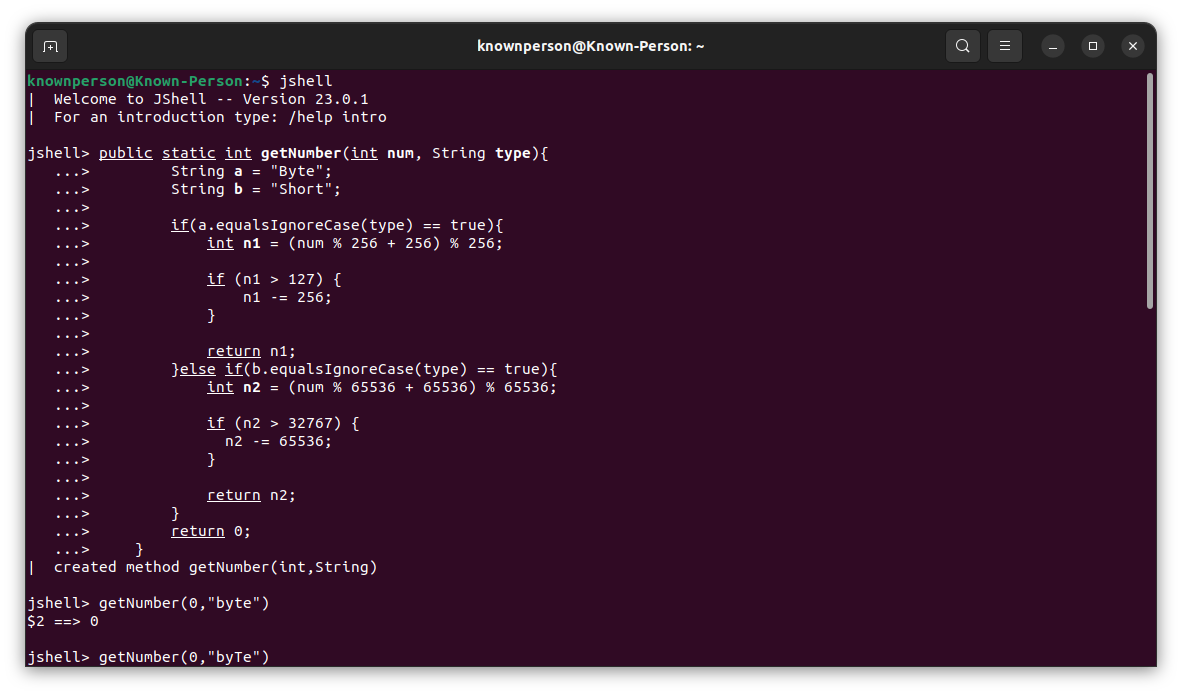 knownperson@Known-Person: ~
knownperson@Known-Person:~$ jshell
|  Welcome to JShell -- Version 23.0.1
|  For an introduction type: /help intro

jshell> public static int getNumber(int num, String type){
   ...>         String a = "Byte";
   ...>         String b = "Short";
   ...>
   ...>         if(a.equalsIgnoreCase(type) == true){
   ...>             int n1 = (num % 256 + 256) % 256;
   ...>
   ...>             if (n1 > 127) {
   ...>                 n1 -= 256;
   ...>             }
   ...>
   ...>             return n1;
   ...>         }else if(b.equalsIgnoreCase(type) == true){
   ...>             int n2 = (num % 65536 + 65536) % 65536;
   ...>
   ...>             if (n2 > 32767) {
   ...>               n2 -= 65536;
   ...>             }
   ...>
   ...>             return n2;
   ...>         }
   ...>         return 0;
   ...>     }
|  created method getNumber(int,String)

jshell> getNumber(0,"byte")
$2 ==> 0

jshell> getNumber(0,"byTe")